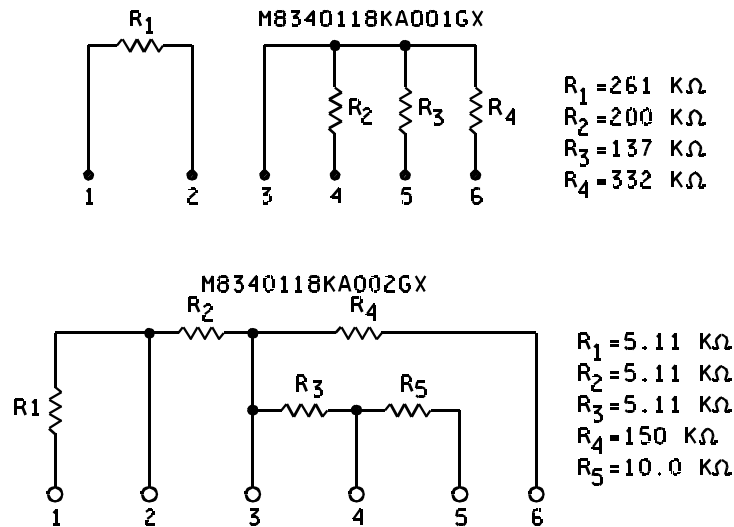 R1
M8340118KA001GX
R2
R3
R4
1
2
3
4
5
6
R1=261 KΩ
R2=200 KΩ
R3=137 KΩ
R4=332 KΩ
M8340118KA002GX
R2
R4
R1
R3
R5
1
2
3
4
5
6
R1=5.11 KΩ
R2=5.11 KΩ
R3=5.11 KΩ
R4=150 KΩ
R5=10.0 KΩ